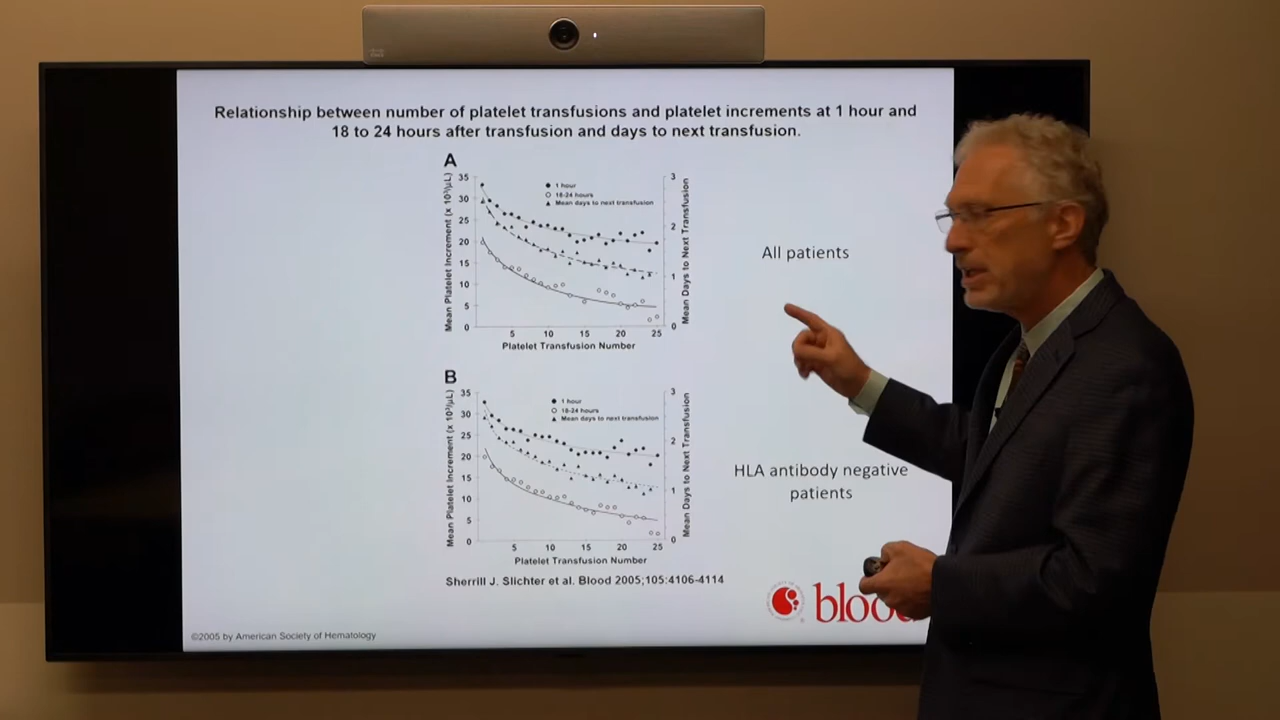 Relationship between number of platelet transfusions and platelet increments at 1 hour and
18 to 24 hours after transfusion and days to next transfusion.
A
Mean Platelet Increment (x 10³/µL)
35
30
25
20
15
10
5
0
1 hour
18-24 hours
Mean days to next transfusion
3
2
1
0
Mean Days to Next Transfusion
5 10 15 20 25
Platelet Transfusion Number
All patients
B
Mean Platelet Increment (x 10³/µL)
35
30
25
20
15
10
5
0
1 hour
18-24 hours
Mean days to next transfusion
3
2
1
0
Mean Days to Next Transfusion
5 10 15 20 25
Platelet Transfusion Number
HLA antibody negative
patients
Sherrill J. Slichter et al. Blood 2005;105:4106-4114
©2005 by American Society of Hematology